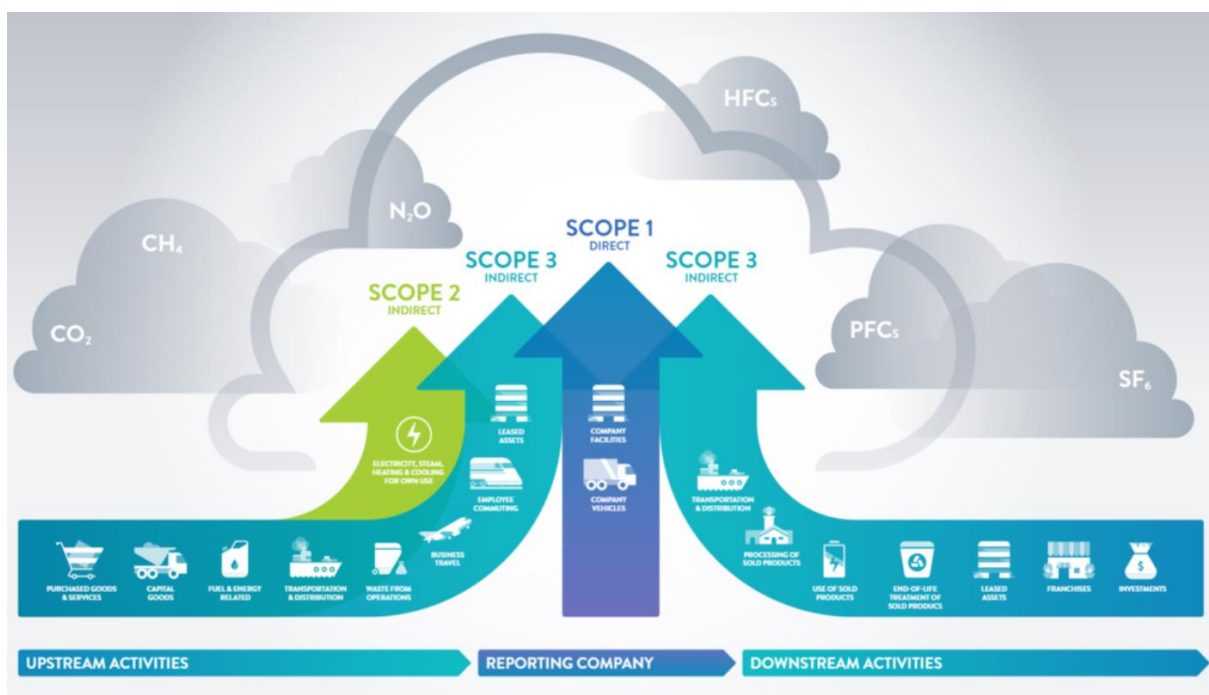 HFCs
N₂O
CH₄
CO₂
PFCs
SF₆
SCOPE 1
DIRECT
SCOPE 3
INDIRECT
SCOPE 3
INDIRECT
SCOPE 2
INDIRECT
ELECTRICITY, STEAM,
HEATING & COOLING
FOR OWN USE
LEASED
ASSETS
EMPLOYEE
COMMUTING
BUSINESS
TRAVEL
COMPANY
FACILITIES
COMPANY
VEHICLES
TRANSPORTATION
& DISTRIBUTION
PROCESSING OF
SOLD PRODUCTS
PURCHASED GOODS
& SERVICES
CAPITAL
GOODS
FUEL & ENERGY
RELATED
TRANSPORTATION
& DISTRIBUTION
WASTE FROM
OPERATIONS
USE OF SOLD
PRODUCTS
END-OF-LIFE
TREATMENT OF
SOLD PRODUCS
LEASED
ASSETS
FRANCHISES
$
INVESTMENTS
UPSTREAM ACTIVITIES
REPORTING COMPANY
DOWNSTREAM ACTIVITIES